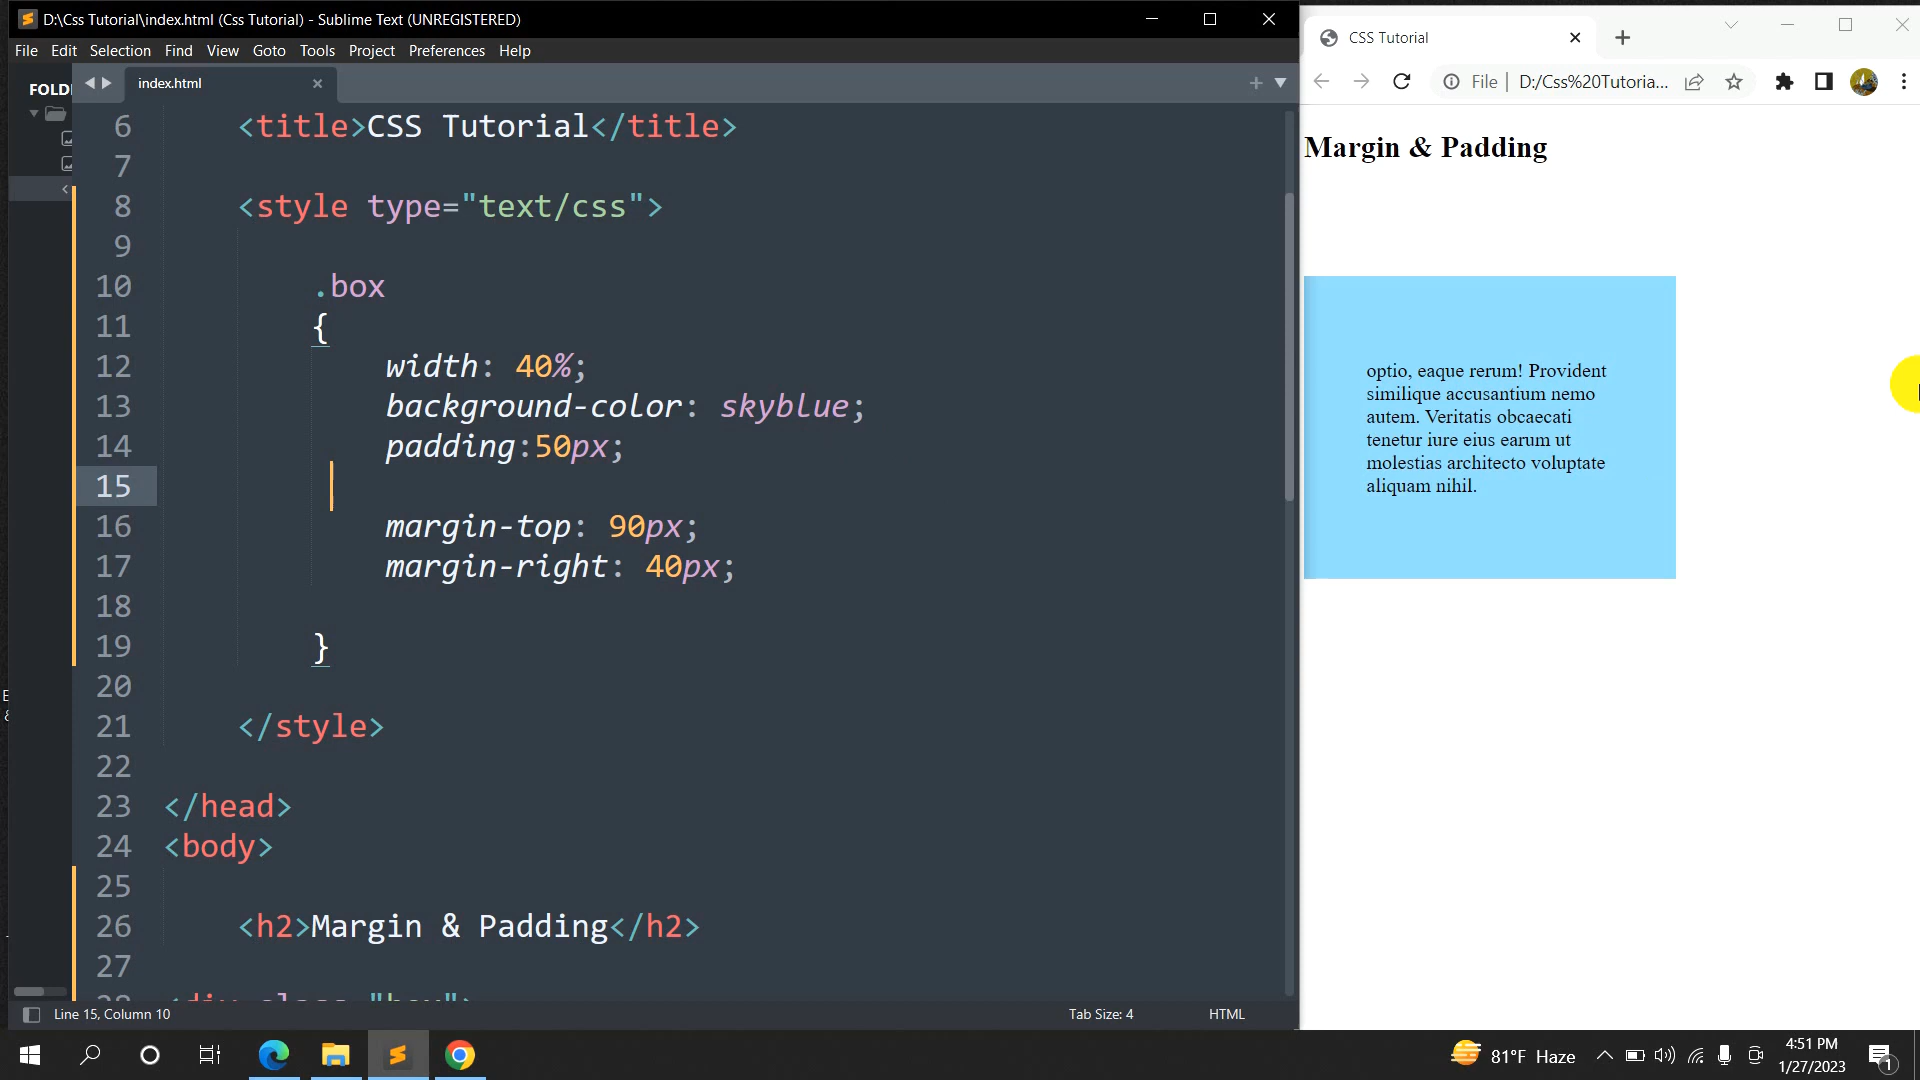 D:\Css Tutorial\index.html (Css Tutorial) - Sublime Text (UNREGISTERED)
File Edit Selection Find View Goto Tools Project Preferences Help
FOLD
index.html
6 <title>CSS Tutorial</title>
7
8 <style type="text/css">
9
10 .box
11 {
12 width: 40%;
13 background-color: skyblue;
14 padding:50px;
15
16 margin-top: 90px;
17 margin-right: 40px;
18
19 }
20
21 </style>
22
23 </head>
24 <body>
25
26 <h2>Margin & Padding</h2>
27
Line 15, Column 10
Tab Size: 4
HTML
CSS Tutorial
File D:/Css%20Tutoria...
Margin & Padding
optio, eaque rerum! Provident
similique accusantium nemo
autem. Veritatis obcaecati
tenetur iure eius earum ut
molestias architecto voluptate
aliquam nihil.
81°F Haze
4:51 PM
1/27/2023
1